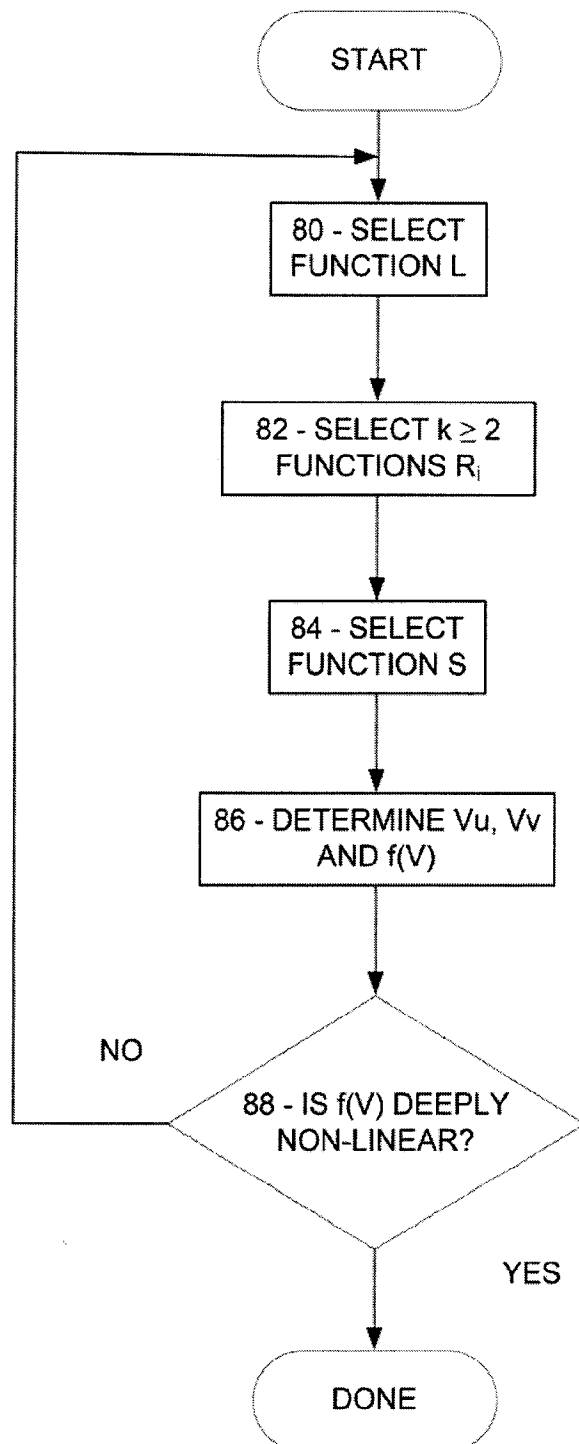 START
80 - SELECT
FUNCTION L
82 - SELECT k ≥ 2
FUNCTIONS Ri
84 - SELECT
FUNCTION S
86 - DETERMINE Vu, Vv
AND f(V)
NO
88 - IS f(V) DEEPLY
NON-LINEAR?
YES
DONE